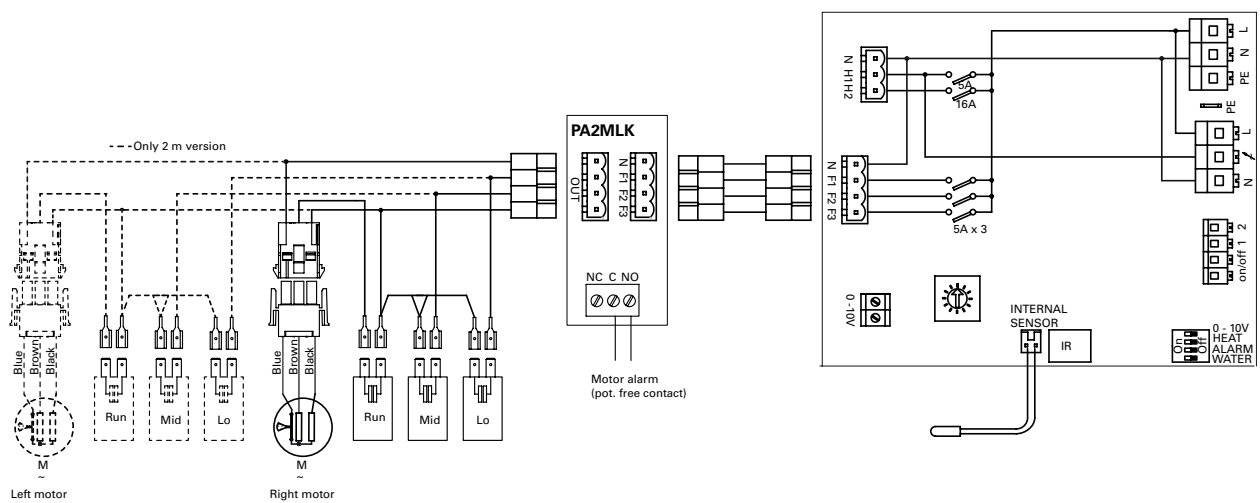 ----Only 2 m version
Blue
Brown
Black
Run
Mid
Lo
M
~
Left motor
Blue
Brown
Black
Run
Mid
Lo
M
~
Right motor
PA2MLK
OUT
N F1 F2 F3
NC C NO
Motor alarm
(pot. free contact)
N H1H2
5A
16A
N F1 F2 F3
5A x 3
0 -10V
INTERNAL
SENSOR
IR
L
N
PE
PE
L
N
on/off 1 2
On
Off
0 - 10V
HEAT
ALARM
WATER